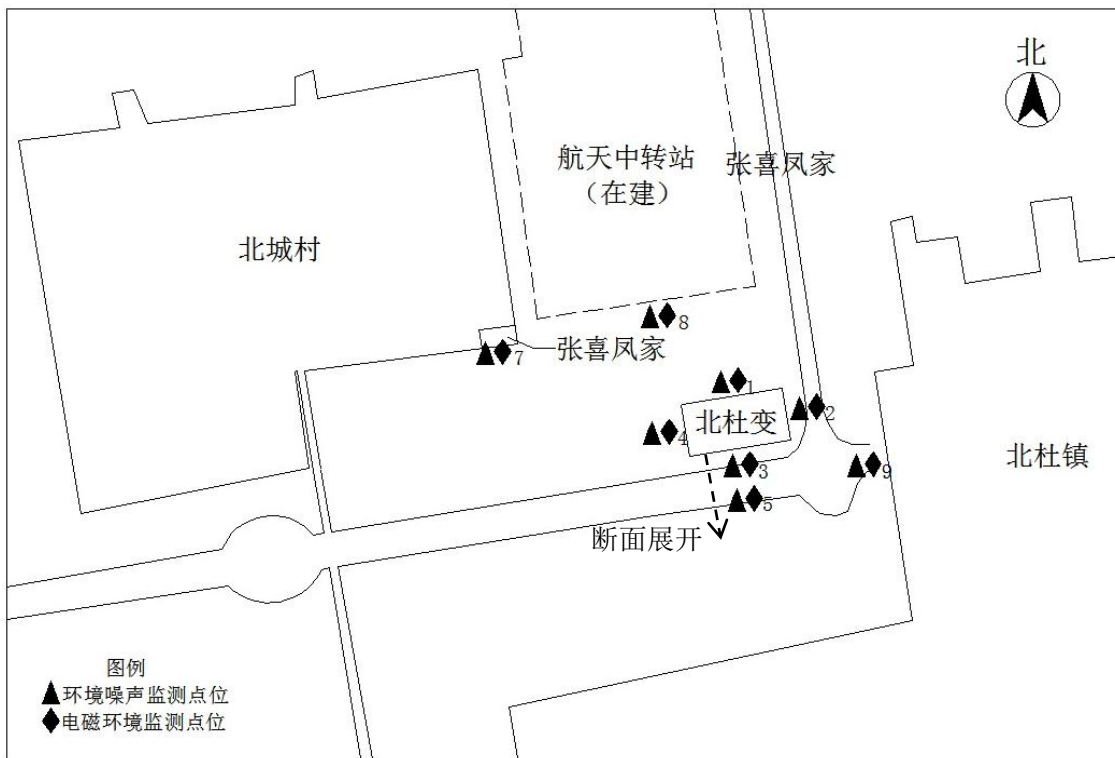 北
航天中转站
（在建）
张喜凤家
北城村
8
7
张喜凤家
1
2
北杜变
4
3
9
北杜镇
5
断面展开
图例
环境噪声监测点位
电磁环境监测点位